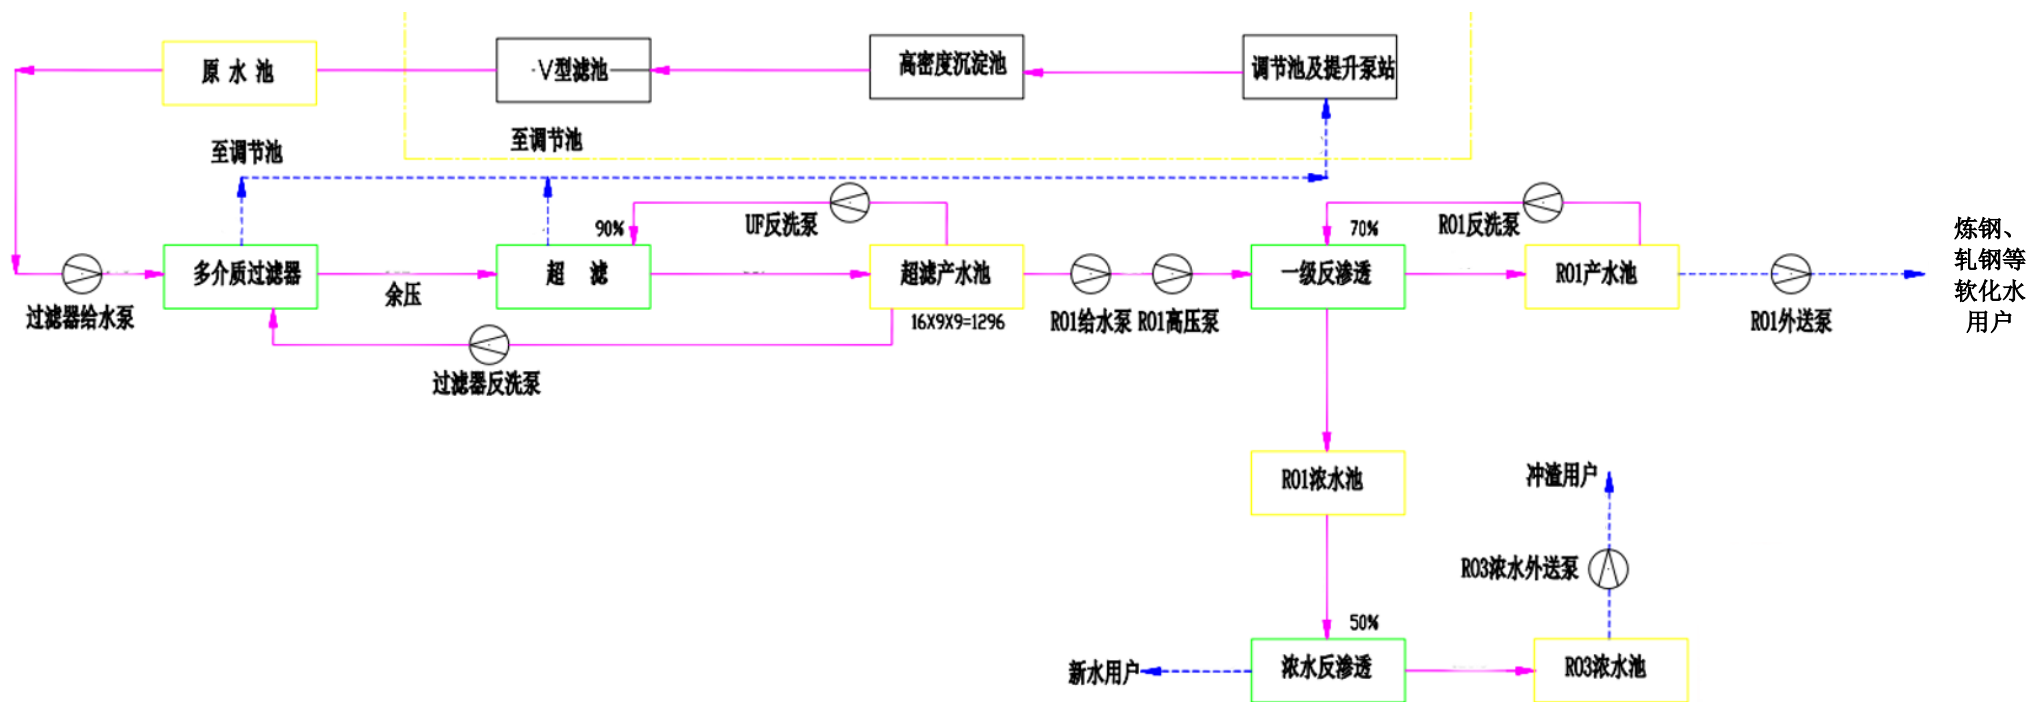 原水池
V型滤池
高密度沉淀池
调节池及提升泵站
至调节池
至调节池
90%
UF反洗泵
70%
RO1反洗泵
多介质过滤器
余压
超滤
超滤产水池
一级反渗透
RO1产水池
炼钢、
轧钢等
软化水
用户
过滤器给水泵
16X9X9=1296
RO1给水泵
RO1高压泵
RO1外送泵
过滤器反洗泵
RO1浓水池
冲渣用户
RO3浓水外送泵
50%
新水用户
浓水反渗透
RO3浓水池